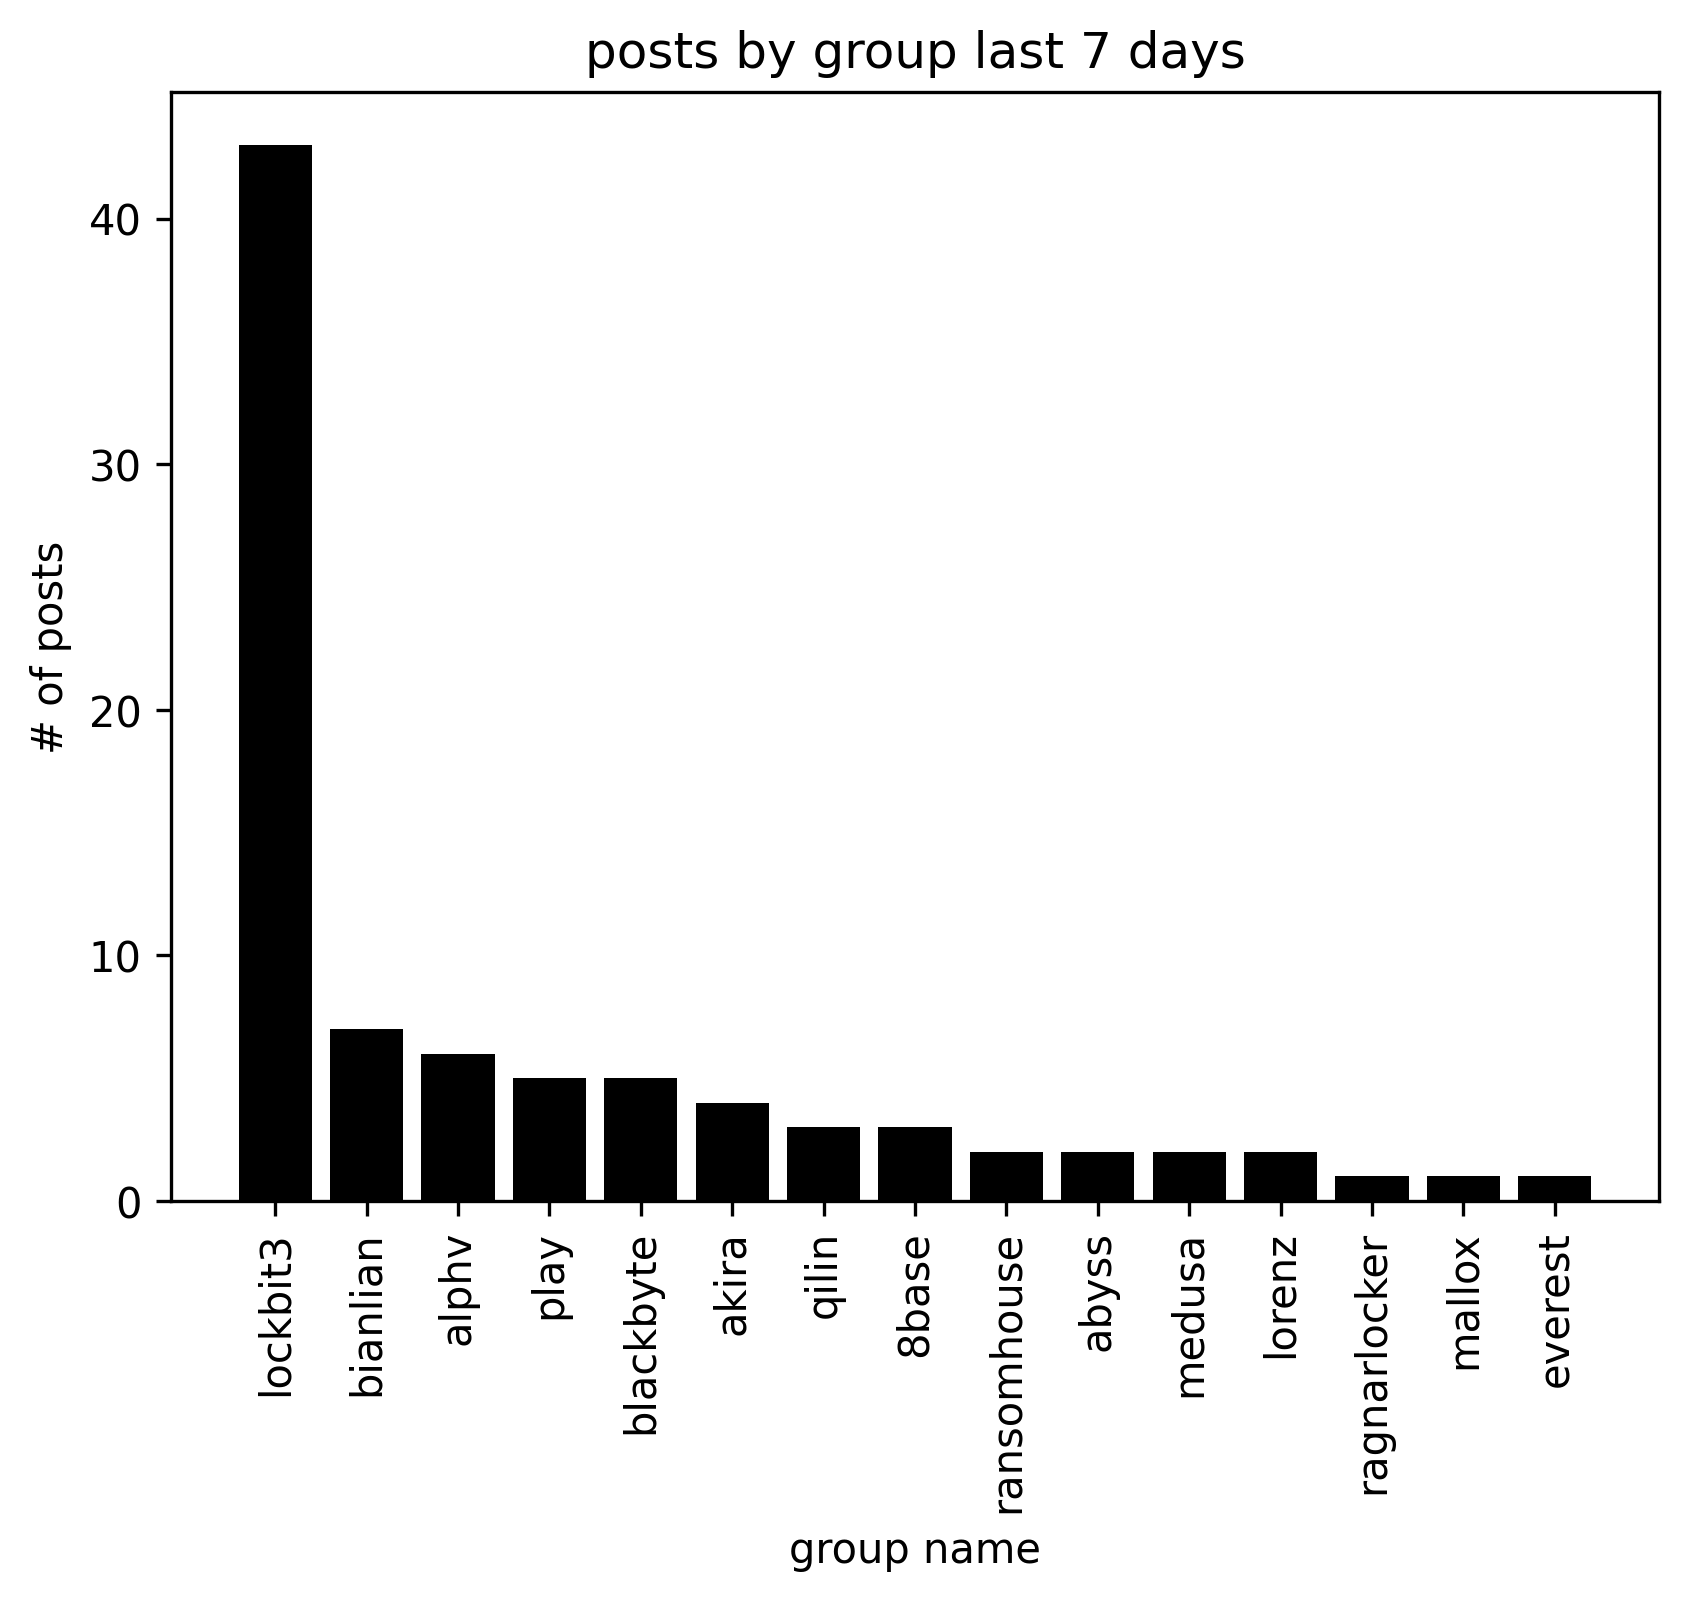 posts by group last 7 days
# of posts
40
30
20
10
0
lockbit3
bianlian
alphv
play
blackbyte
akira
qilin
8base
ransomhouse
abyss
medusa
lorenz
ragnarlocker
mallox
everest
group name